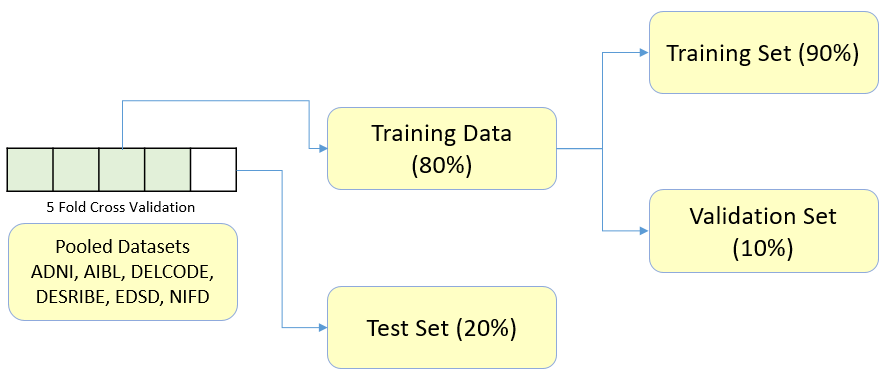 5 Fold Cross Validation
Pooled Datasets
ADNI, AIBL, DELCODE,
DESRIBE, EDSD, NIFD
Training Data
(80%)
Test Set (20%)
Training Set (90%)
Validation Set
(10%)